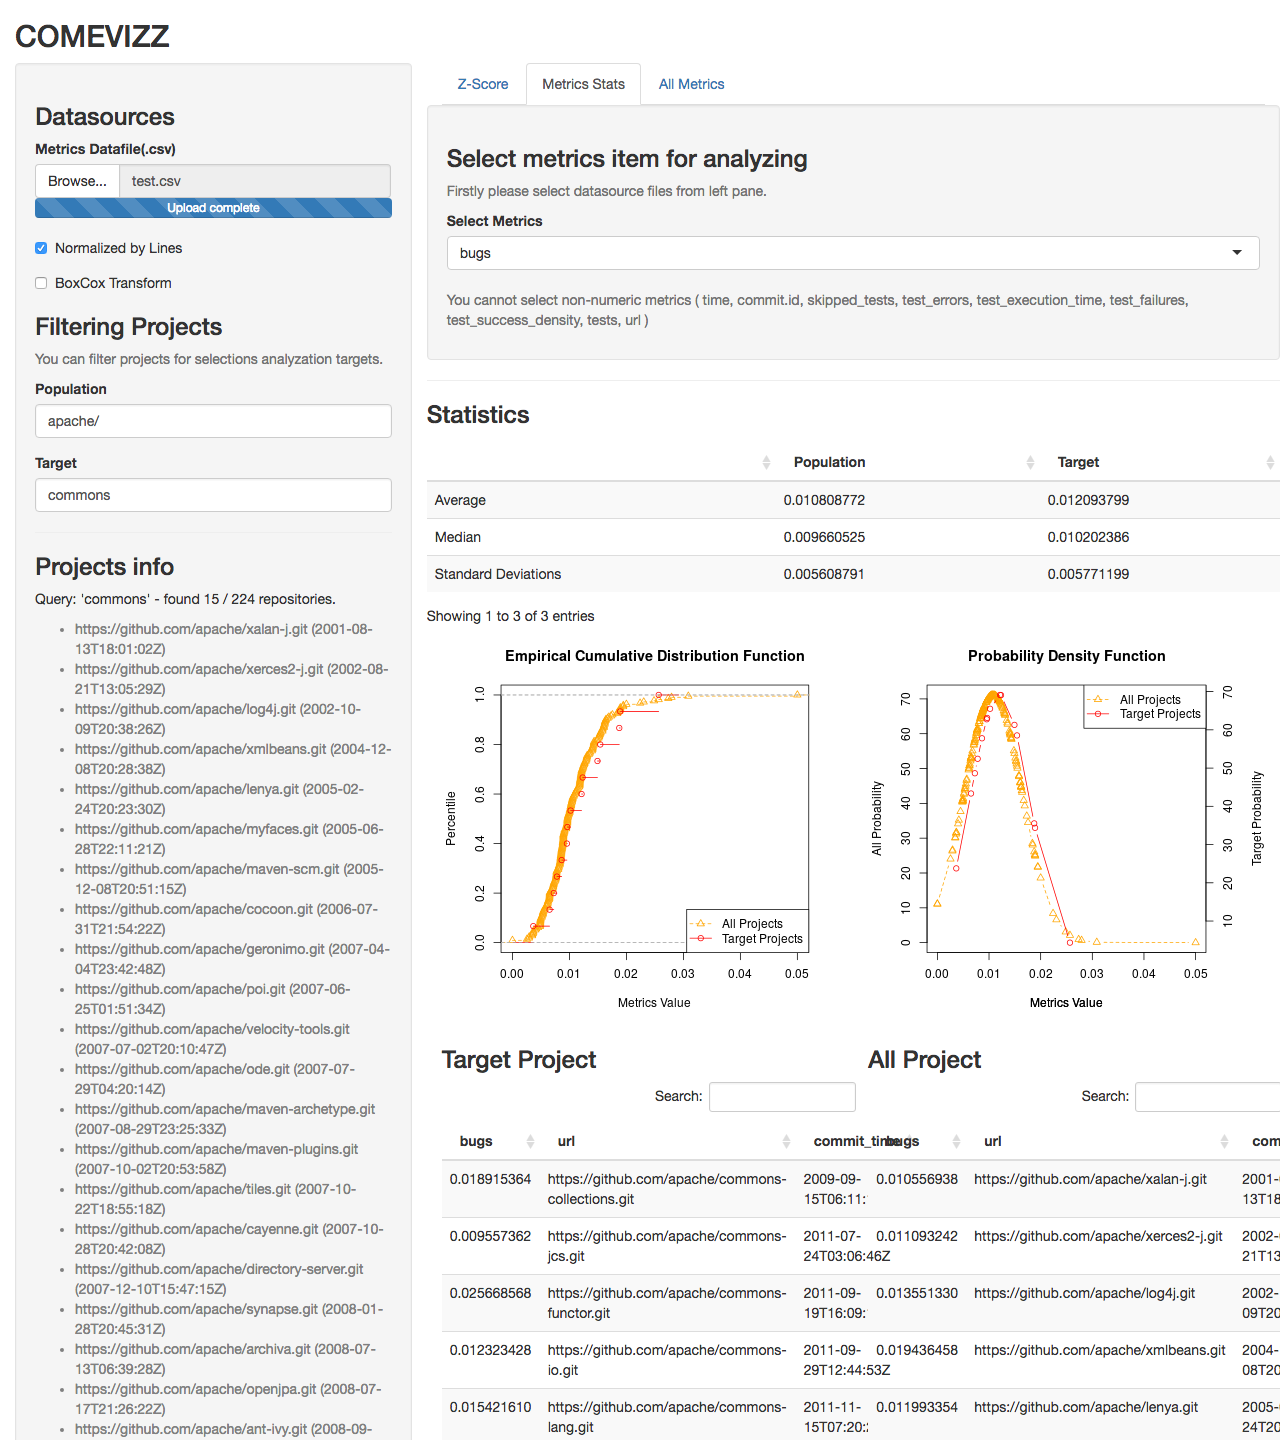 COMEVIZZ
Datasources
Metrics Datafile(.csv)
Browse... test.csv
Upload complete
Normalized by Lines
BoxCox Transform
Filtering Projects
You can filter projects for selections analyzation targets.
Population
apache/
Target
commons
Projects info
Query: 'commons' - found 15 / 224 repositories.
https://github.com/apache/xalan-j.git (2001-08-
13T18:01:02Z)
https://github.com/apache/xerces2-j.git (2002-08-
21T13:05:29Z)
https://github.com/apache/log4j.git (2002-10-
09T20:38:26Z)
https://github.com/apache/xmlbeans.git (2004-12-
08T20:28:38Z)
https://github.com/apache/lenya.git (2005-02-
24T20:23:30Z)
https://github.com/apache/myfaces.git (2005-06-
28T22:11:21Z)
https://github.com/apache/maven-scm.git (2005-
12-08T20:51:15Z)
https://github.com/apache/cocoon.git (2006-07-
31T21:54:22Z)
https://github.com/apache/geronimo.git (2007-04-
04T23:42:48Z)
https://github.com/apache/poi.git (2007-06-
25T01:51:34Z)
https://github.com/apache/velocity-tools.git
(2007-07-02T20:10:47Z)
https://github.com/apache/ode.git (2007-07-
29T04:20:14Z)
https://github.com/apache/maven-archetype.git
(2007-08-29T23:25:33Z)
https://github.com/apache/maven-plugins.git
(2007-10-02T20:53:58Z)
https://github.com/apache/tiles.git (2007-10-
22T18:55:18Z)
https://github.com/apache/cayenne.git (2007-10-
28T20:42:08Z)
https://github.com/apache/directory-server.git
(2007-12-10T15:47:15Z)
https://github.com/apache/synapse.git (2008-01-
28T20:45:31Z)
https://github.com/apache/archiva.git (2008-07-
13T06:39:28Z)
https://github.com/apache/openjpa.git (2008-07-
17T21:26:22Z)
https://github.com/apache/ant-ivy.git (2008-09-
Z-Score Metrics Stats All Metrics
Select metrics item for analyzing
Firstly please select datasource files from left pane.
Select Metrics
bugs
You cannot select non-numeric metrics ( time, commit.id, skipped_tests, test_errors, test_execution_time, test_failures,
test_success_density, tests, url )
Statistics
Population Target
Average 0.010808772 0.012093799
Median 0.009660525 0.010202386
Standard Deviations 0.005608791 0.005771199
Showing 1 to 3 of 3 entries
Empirical Cumulative Distribution Function
Percentile
0.0 0.2 0.4 0.6 0.8 1.0
All Projects
Target Projects
0.00 0.01 0.02 0.03 0.04 0.05
Metrics Value
Probability Density Function
All Probability
0 10 20 30 40 50 60 70
All Projects
Target Projects
10 20 30 40 50 60 70
Target Probability
0.00 0.01 0.02 0.03 0.04 0.05
Metrics Value
Target Project
Search:
bugs url commit_time
0.018915364 https://github.com/apache/commons- 2009-09-
collections.git 15T06:11:
0.009557362 https://github.com/apache/commons- 2011-07-
jcs.git 24T03:06:46Z
0.025668568 https://github.com/apache/commons- 2011-09-
functor.git 19T16:09:
0.012323428 https://github.com/apache/commons- 2011-09-
io.git 29T12:44:53Z
0.015421610 https://github.com/apache/commons- 2011-11-
lang.git 15T07:20:
All Project
Search:
bugs url com
0.010556938 https://github.com/apache/xalan-j.git 2001-
13T18
0.011093242 https://github.com/apache/xerces2-j.git 2002-
21T13
0.013551330 https://github.com/apache/log4j.git 2002-
09T20
0.019436458 https://github.com/apache/xmlbeans.git 2004-
08T20
0.011993354 https://github.com/apache/lenya.git 2005-
24T20